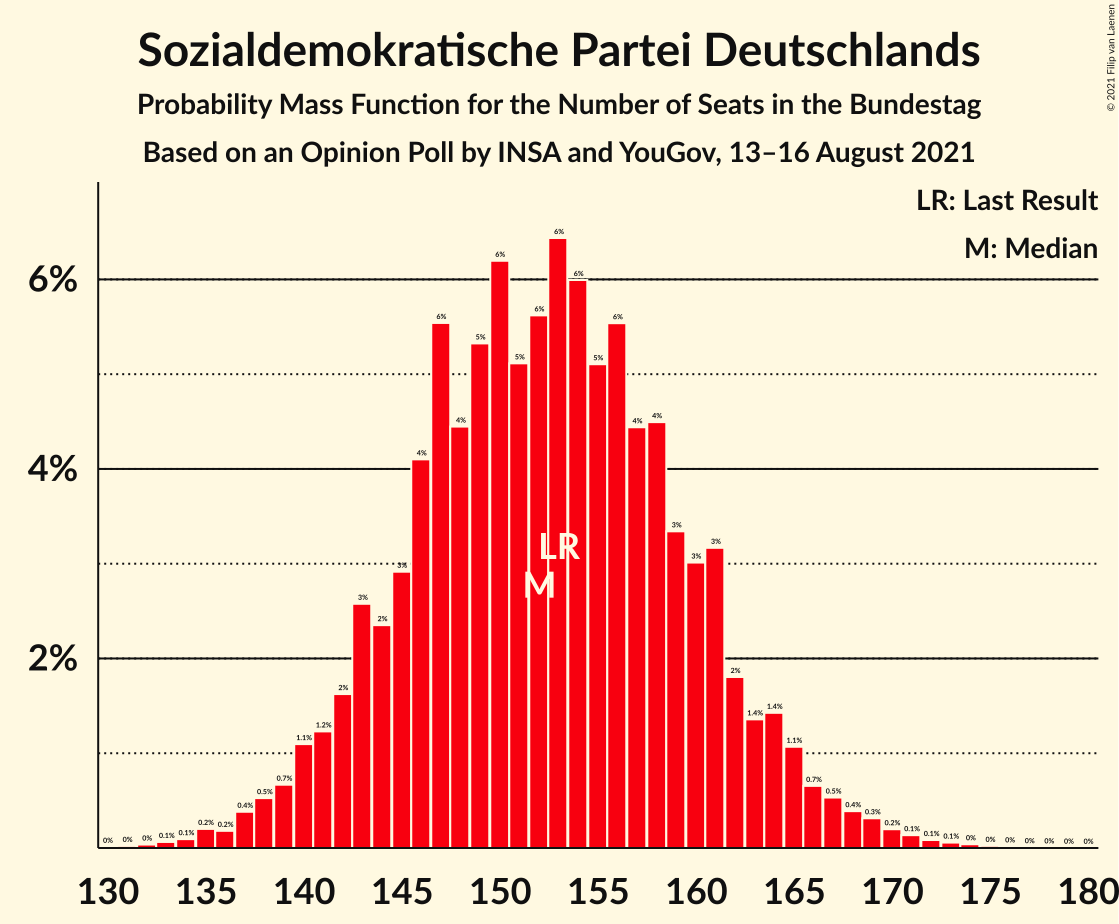 Sozialdemokratische Partei Deutschlands
Probability Mass Function for the Number of Seats in the Bundestag
Based on an Opinion Poll by INSA and YouGov, 13–16 August 2021
© 2021 Filip van Laenen
LR: Last Result
M: Median
6%
4%
2%
0% 0% 0% 0.1% 0.1% 0.2% 0.2% 0.4% 0.5% 0.7% 1.1% 1.2% 2% 3% 2% 3% 4% 6% 4% 5% 6% 5% 6% 6% 6% 5% 6% 4% 4% 3% 3% 3% 2% 1.4% 1.4% 1.1% 0.7% 0.5% 0.4% 0.3% 0.2% 0.1% 0.1% 0.1% 0% 0% 0% 0% 0% 0% 0%
LR
M
130 135 140 145 150 155 160 165 170 175 180